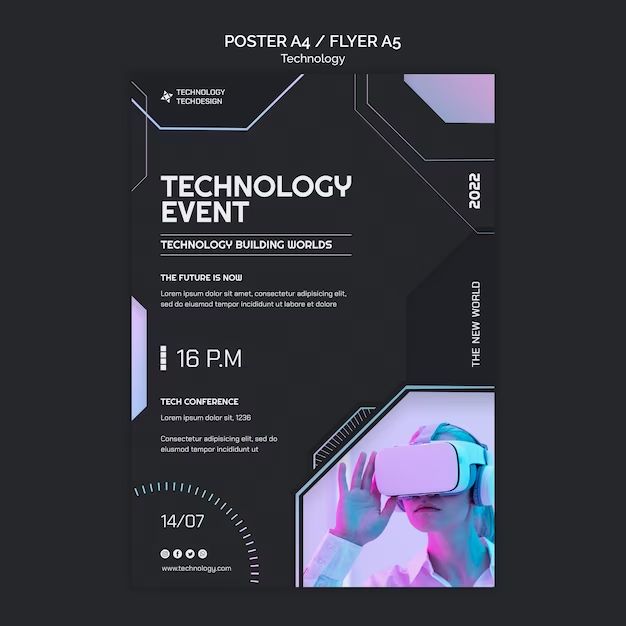 POSTER A4 / FLYER A5
Technology
TECHNOLOGY
TECHDESIGN
TECHNOLOGY
EVENT
TECHNOLOGY BUILDING WORLDS
2022
THE FUTURE IS NOW
Lorem ipsum dolor sit amet, consectetur adipisicing elit,
sed do eiusmod tempor incididunt ut labore et dolore
THE NEW WORLD
16 P.M
TECH CONFERENCE
Lorem ipsum dolor sit, 1236
Consectetur adipisicing elit, sed do
eiusmod tempor incididunt ut
14/07
www.technology.com